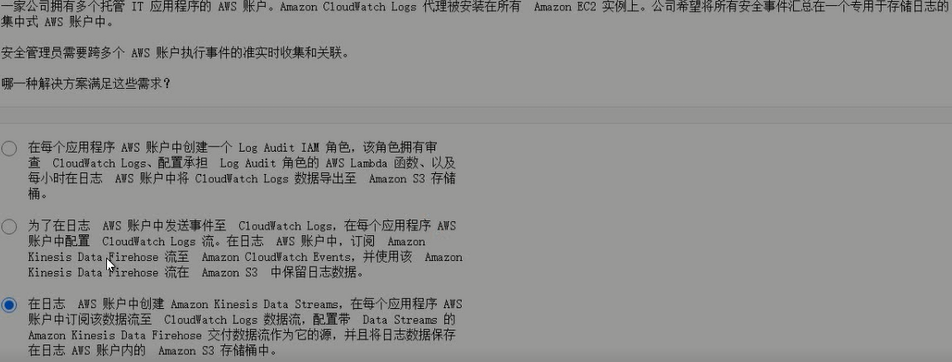 一家公司拥有多个托管 IT 应用程序的 AWS 账户。Amazon CloudWatch Logs 代理被安装在所有 Amazon EC2 实例上。公司希望将所有安全事件汇总在一个专用于存储日志的
集中式 AWS 账户中。
安全管理员需要跨多个 AWS 账户执行事件的准实时收集和关联。
哪一种解决方案满足这些需求？
在每个应用程序 AWS 账户中创建一个 Log Audit IAM 角色，该角色拥有审
查 CloudWatch Logs、配置承担 Log Audit 角色的 AWS Lambda 函数、以及
每小时在日志 AWS 账户中将 CloudWatch Logs 数据导出至 Amazon S3 存储
桶。
为了在日志 AWS 账户中发送事件至 CloudWatch Logs，在每个应用程序 AWS
账户中配置 CloudWatch Logs 流。在日志 AWS 账户中，订阅 Amazon
Kinesis Data Firehose 流至 Amazon CloudWatch Events，并使用该 Amazon
Kinesis Data Firehose 流在 Amazon S3 中保留日志数据。
在日志 AWS 账户中创建 Amazon Kinesis Data Streams，在每个应用程序 AWS
账户中订阅该数据流至 CloudWatch Logs 数据流，配置带 Data Streams 的
Amazon Kinesis Data Firehose 交付数据流作为它的源，并且将日志数据保存
在日志 AWS 账户内的 Amazon S3 存储桶中。